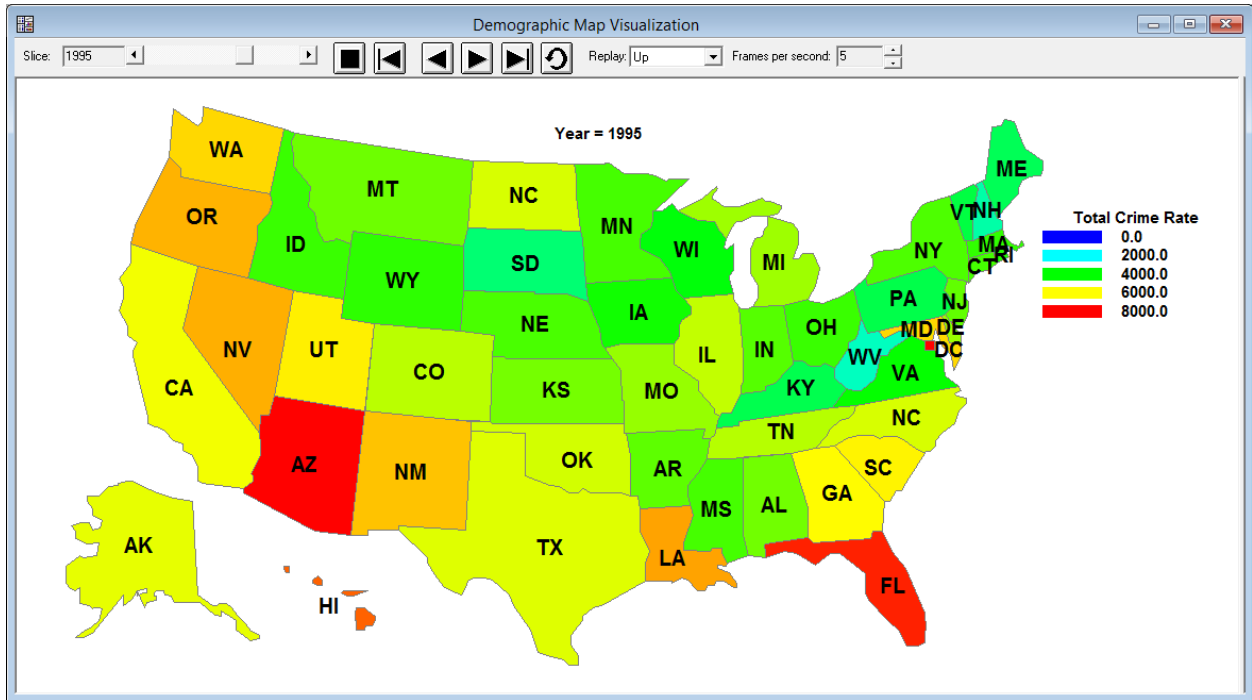 Demographic Map Visualization
Slice: 1995 Replay: Up Frames per second: 5
Year = 1995
WA
MT
NC
ME
OR
ID
MN
VT
NH
SD
WI
MI
NY
MA
RI
CT
WY
IA
PA
NJ
NE
OH
MD
DE
NV
UT
IL
IN
WV
DC
CO
VA
CA
KS
MO
KY
NC
TN
AZ
NM
OK
AR
SC
GA
MS
AL
AK
TX
LA
FL
HI
Total Crime Rate
0.0
2000.0
4000.0
6000.0
8000.0